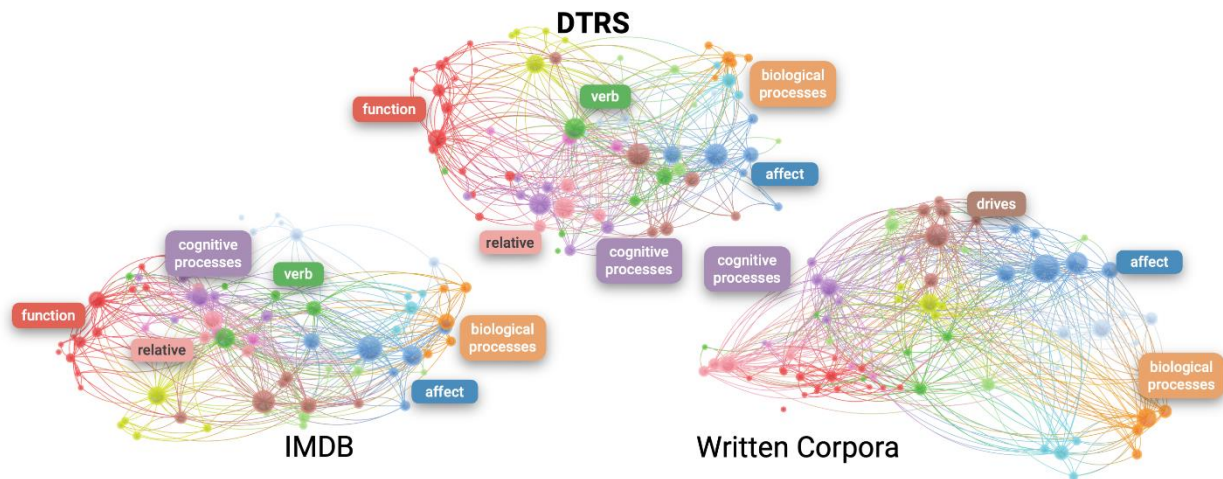 DTRS
function
verb
biological
processes
affect
relative
cognitive
processes
cognitive
processes
verb
function
relative
biological
processes
affect
IMDB
drives
cognitive
processes
affect
biological
processes
Written Corpora